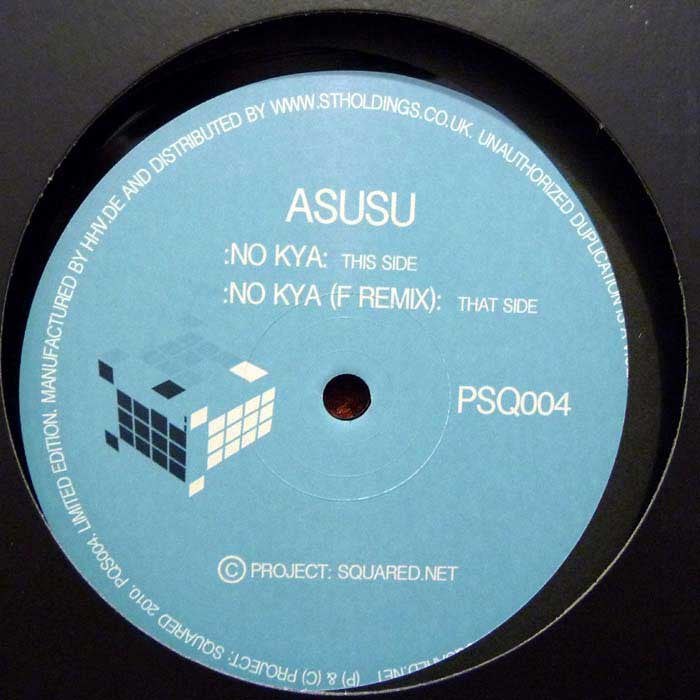 ASUSU
:NO KYA: THIS SIDE
:NO KYA (F REMIX): THAT SIDE
PSQ004
© PROJECT: SQUARED.NET
(P) & (C) PROJECT: SQUARED 2010. PQS004. LIMITED EDITION. MANUFACTURED BY HHV.DE AND DISTRIBUTED BY WWW.STHOLDINGS.CO.UK. UNAUTHORIZED DUPLICATION IS A